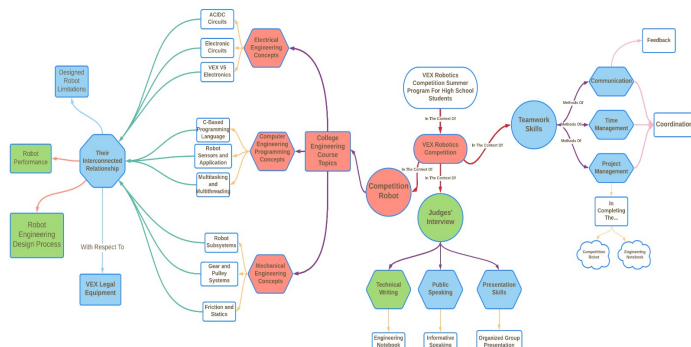 AC/DC
Circuits
Electronic
Circuits
VEX V5
Electronics
Electrical
Engineering
Concepts
Designed
Robot
Limitations
C-Based
Programming
Language
Robot
Sensors and
Application
Multitasking and
Multithreading
Computer
Engineering
Programming
Concepts
College
Engineering
Course
Topics
Their
Interconnected
Relationship
Robot
Performance
Robot
Engineering
Design Process
With Respect To
VEX Legal
Equipment
Robot
Subsystems
Gear and
Pulley
Systems
Friction and
Statics
Mechanical
Engineering
Concepts
VEX Robotics
Competition Summer
Program For High School
Students
In The Context Of
VEX Robotics
Competition
In The Context Of
Competition
Robot
In The Context Of
Judges'
Interview
In The Context Of
Teamwork
Skills
Methods Of
Methods Of
Methods Of
Communication
Time
Management
Project
Management
Feedback
Coordination
In
Completing
The...
Competition
Robot
Engineering
Notebook
Technical
Writing
Public
Speaking
Presentation
Skills
Engineering
Notebook
Informative
Speaking
Organized Group
Presentation